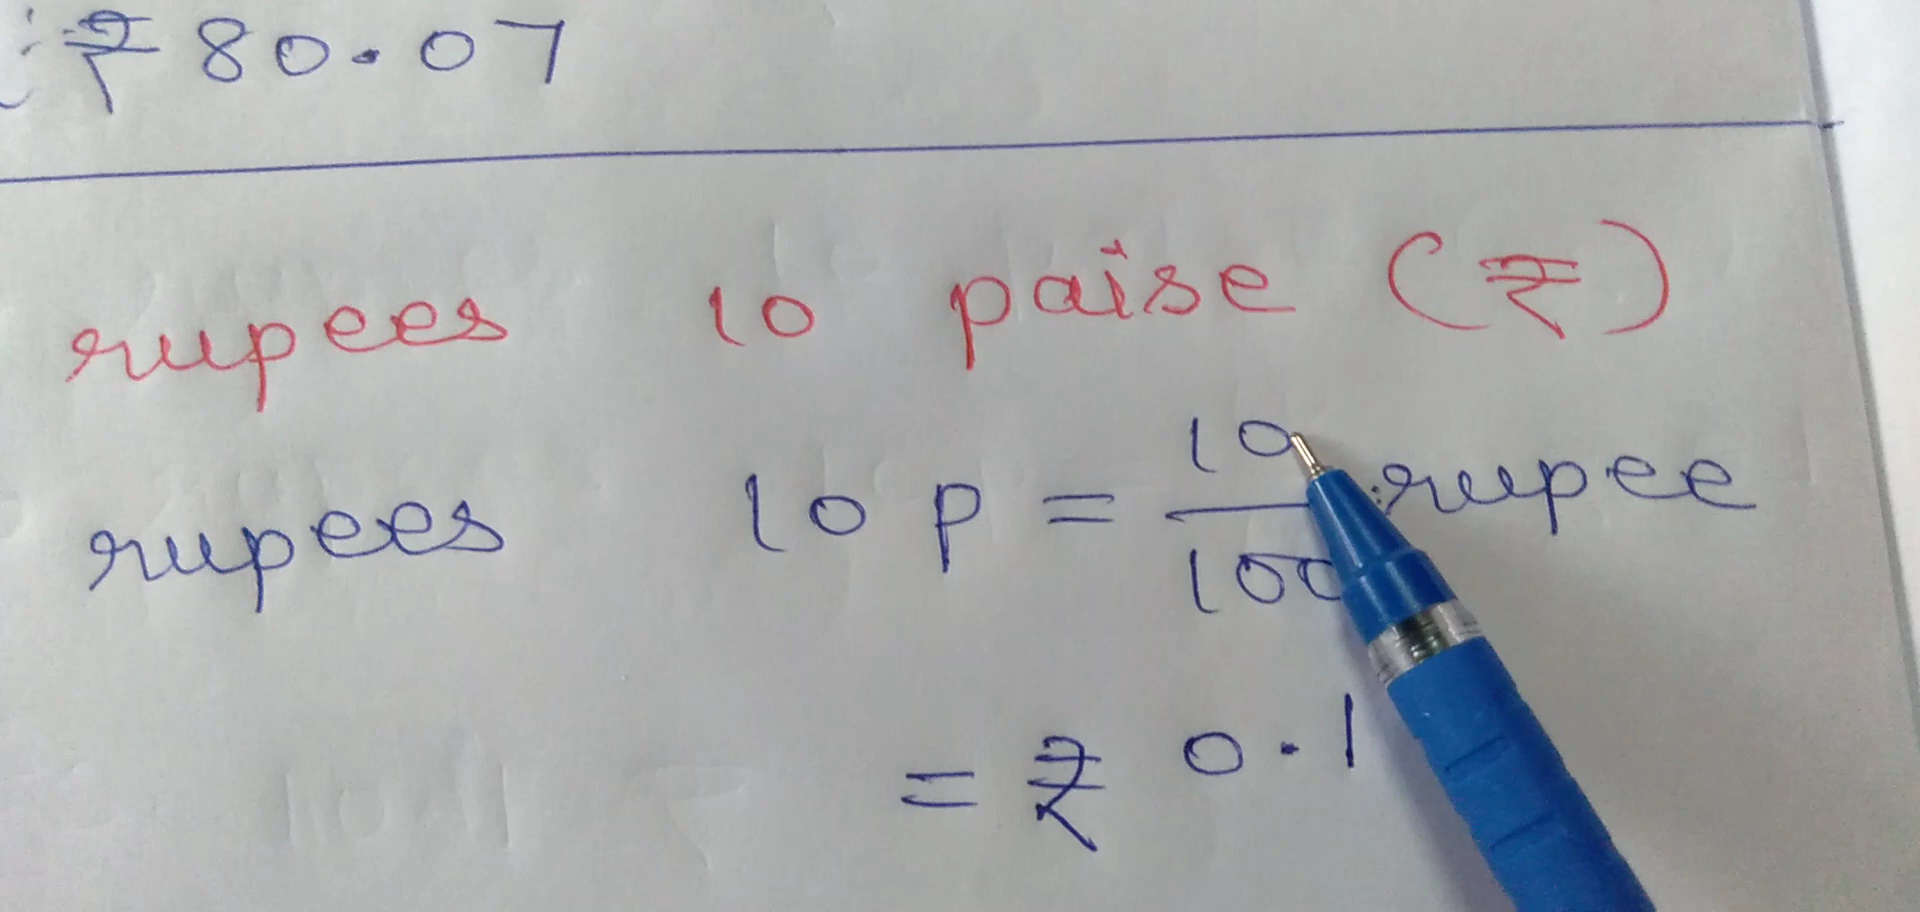 : ₹ 80.07
rupees 10 paise (₹)
rupees 10 p = 10/100 rupee
= ₹ 0.1